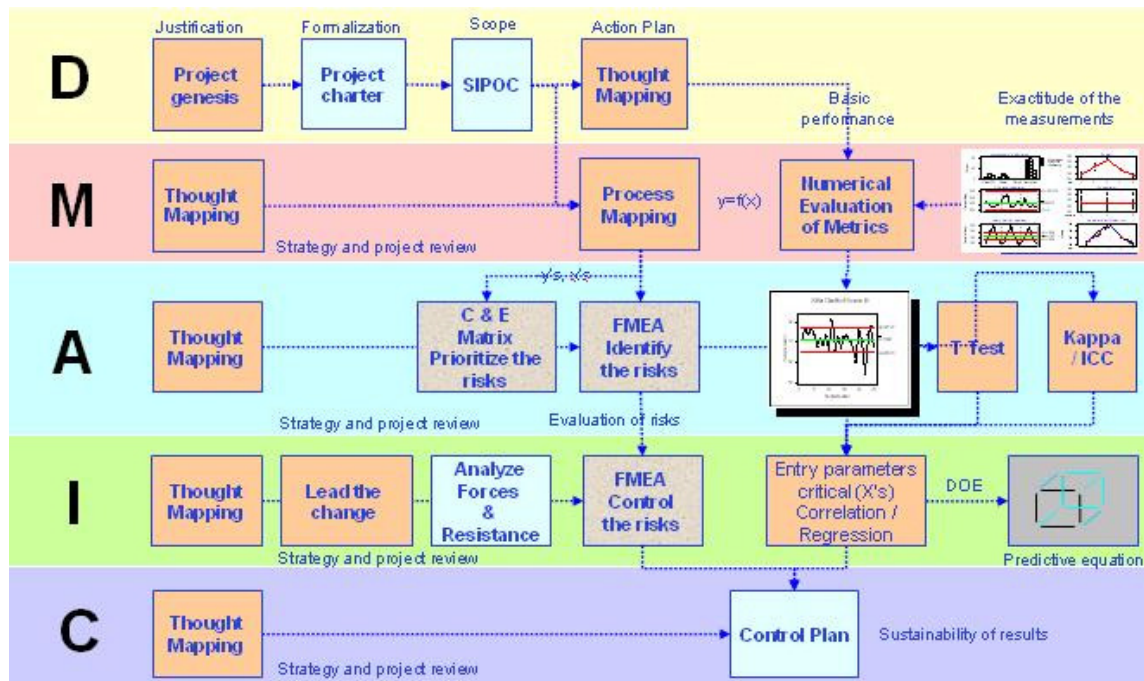 Justification
Formalization
Scope
Action Plan
D
Project
genesis
Project
charter
SIPOC
Thought
Mapping
Basic
performance
Exactitude of the
measurements
M
Thought
Mapping
Process
Mapping
y=f(x)
Numerical
Evaluation
of Metrics
Strategy and project review
y's, x's
A
Thought
Mapping
C & E
Matrix
Prioritize the
risks
FMEA
Identify
the risks
T Test
Kappa
/ ICC
Strategy and project review
Evaluation of risks
I
Thought
Mapping
Lead the
change
Analyze
Forces
&
Resistance
FMEA
Control
the risks
Entry parameters
critical (X's)
Correlation /
Regression
DOE
Strategy and project review
Predictive equation
C
Thought
Mapping
Control Plan
Sustainability of results
Strategy and project review